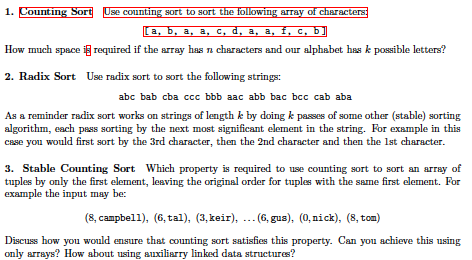 1. Counting Sort Use counting sort to sort the following array of characters:
[a, b, a, a, c, d, a, a, f, c, b]
How much space is required if the array has n characters and our alphabet has k possible letters?
2. Radix Sort Use radix sort to sort the following strings:
abc bab cba ccc bbb aac abb bac bcc cab aba
As a reminder radix sort works on strings of length k by doing k passes of some other (stable) sorting
algorithm, each pass sorting by the next most significant element in the string. For example in this
case you would first sort by the 3rd character, then the 2nd character and then the 1st character.
3. Stable Counting Sort Which property is required to use counting sort to sort an array of
tuples by only the first element, leaving the original order for tuples with the same first element. For
example the input may be:
(8, campbell), (6, tal), (3, keir), ...(6, gus), (0, nick), (8, tom)
Discuss how you would ensure that counting sort satisfies this property. Can you achieve this using
only arrays? How about using auxiliarry linked data structures?